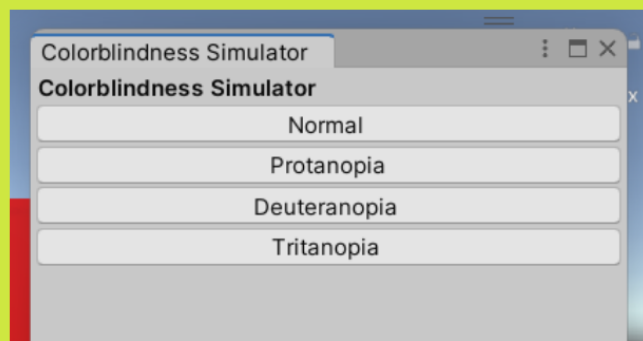 Colorblindness Simulator
Colorblindness Simulator
Normal
Protanopia
Deuteranopia
Tritanopia